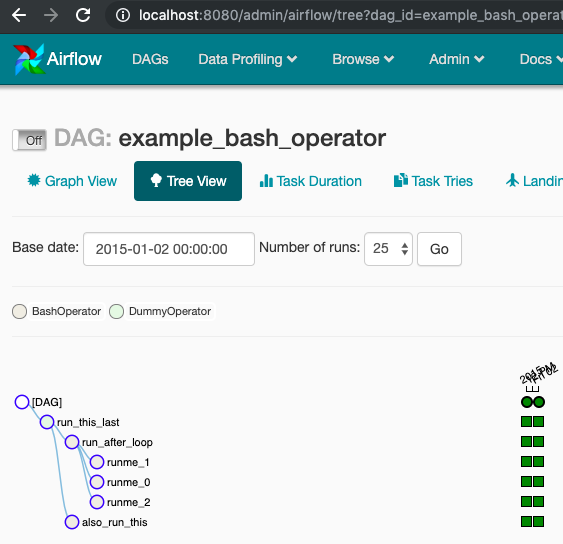 localhost:8080/admin/airflow/tree?dag_id=example_bash_operat
Airflow DAGs Data Profiling Browse Admin Docs
Off DAG: example_bash_operator
Graph View Tree View Task Duration Task Tries Landin
Base date: 2015-01-02 00:00:00 Number of runs: 25 Go
BashOperator DummyOperator
2015
02
[DAG]
run_this_last
run_after_loop
runme_1
runme_0
runme_2
also_run_this